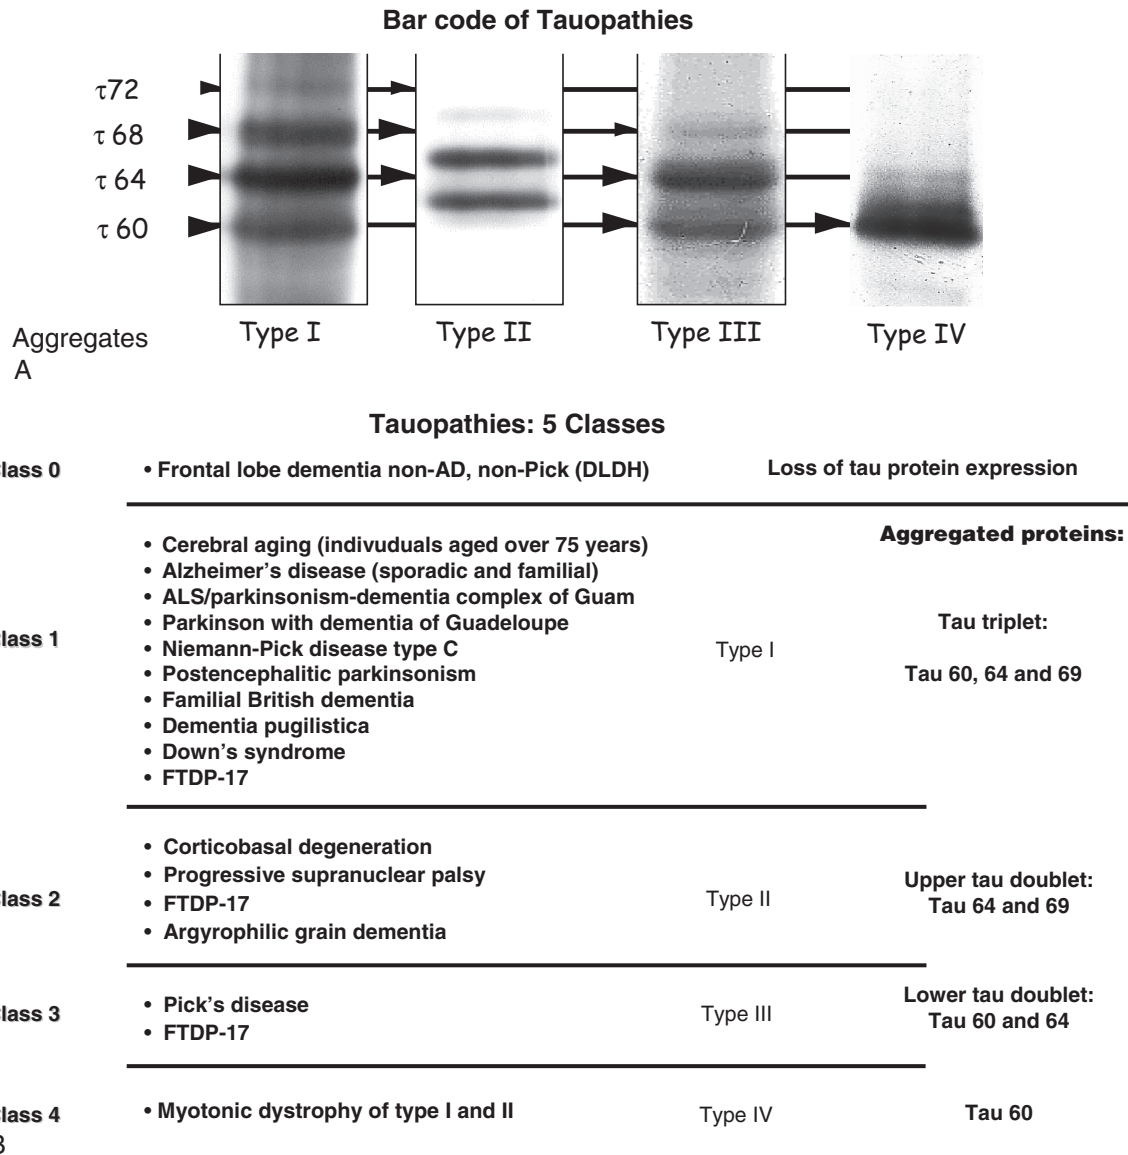 Bar code of Tauopathies
τ72
τ 68
τ 64
τ 60
Aggregates
Type I
Type II
Type III
Type IV
A
Tauopathies: 5 Classes
lass 0
• Frontal lobe dementia non-AD, non-Pick (DLDH)
Loss of tau protein expression
Aggregated proteins:
lass 1
• Cerebral aging (indivuduals aged over 75 years)
• Alzheimer's disease (sporadic and familial)
• ALS/parkinsonism-dementia complex of Guam
• Parkinson with dementia of Guadeloupe
• Niemann-Pick disease type C
• Postencephalitic parkinsonism
• Familial British dementia
• Dementia pugilistica
• Down's syndrome
• FTDP-17
Type I
Tau triplet:
Tau 60, 64 and 69
lass 2
• Corticobasal degeneration
• Progressive supranuclear palsy
• FTDP-17
• Argyrophilic grain dementia
Type II
Upper tau doublet:
Tau 64 and 69
lass 3
• Pick's disease
• FTDP-17
Type III
Lower tau doublet:
Tau 60 and 64
lass 4
• Myotonic dystrophy of type I and II
Type IV
Tau 60